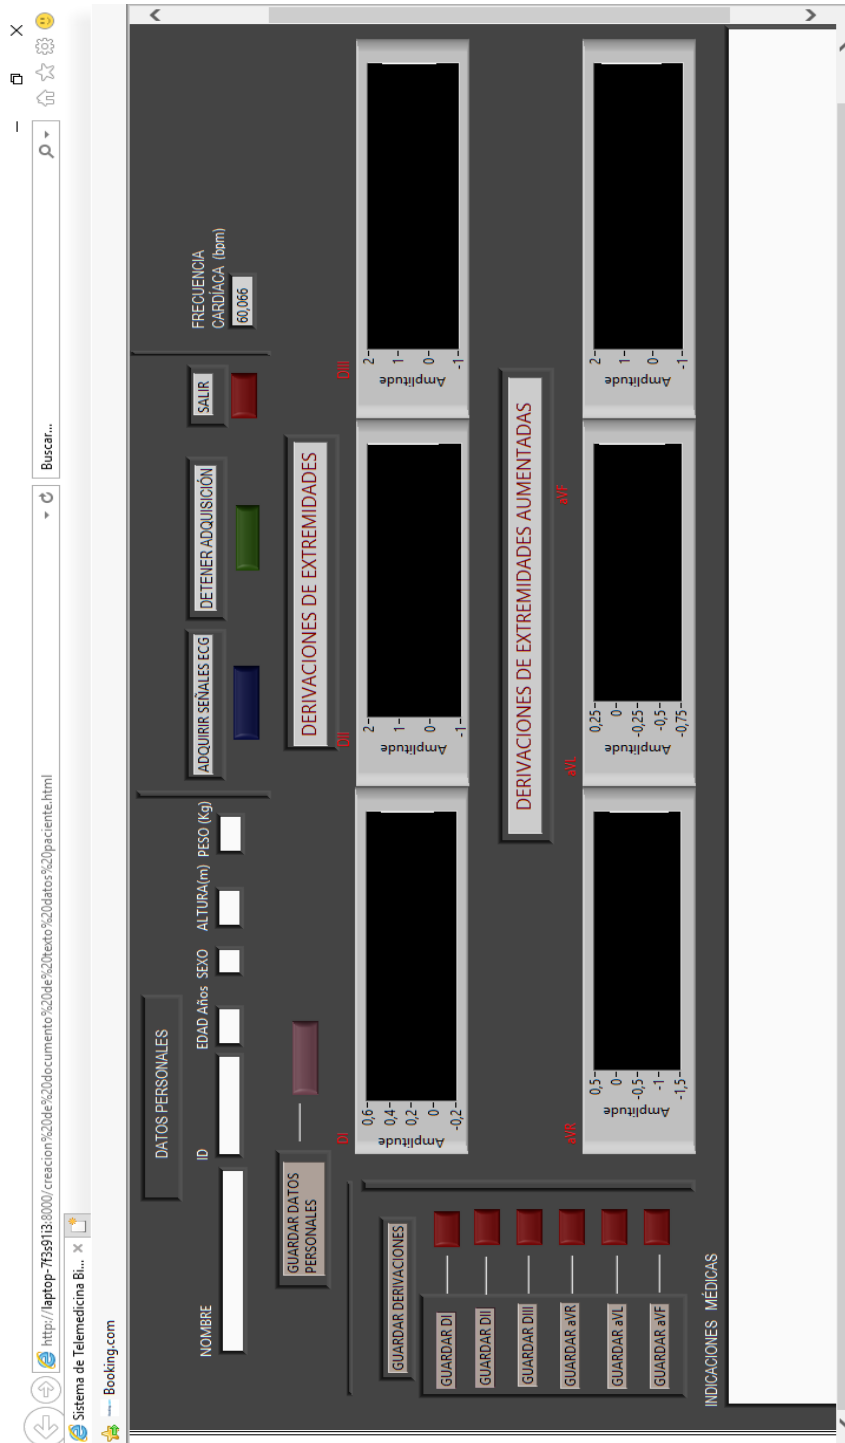 http://laptop-7f3s91i3:8000/creacion%20de%20documento%20de%20texto%20datos%20paciente.html
Buscar...
Sistema de Telemedicina Bi...
Booking.com
DATOS PERSONALES
NOMBRE
ID
EDAD Años
SEXO
ALTURA(m)
PESO (Kg)
ADQUIRIR SEÑALES ECG
DETENER ADQUISICIÓN
SALIR
FRECUENCIA
CARDÍACA (bpm)
60,066
GUARDAR DATOS
PERSONALES
DERIVACIONES DE EXTREMIDADES
DI
DII
DIII
Amplitude
0,6
0,4
0,2
0
-0,2
Amplitude
2
1
0
-1
Amplitude
2
1
0
-1
GUARDAR DERIVACIONES
GUARDAR DI
GUARDAR DII
GUARDAR DIII
GUARDAR aVR
GUARDAR aVL
GUARDAR aVF
DERIVACIONES DE EXTREMIDADES AUMENTADAS
aVR
aVL
aVF
Amplitude
0,5
0
-0,5
-1
-1,5
Amplitude
0,25
0
-0,25
-0,5
-0,75
Amplitude
2
1
0
-1
INDICACIONES MÉDICAS